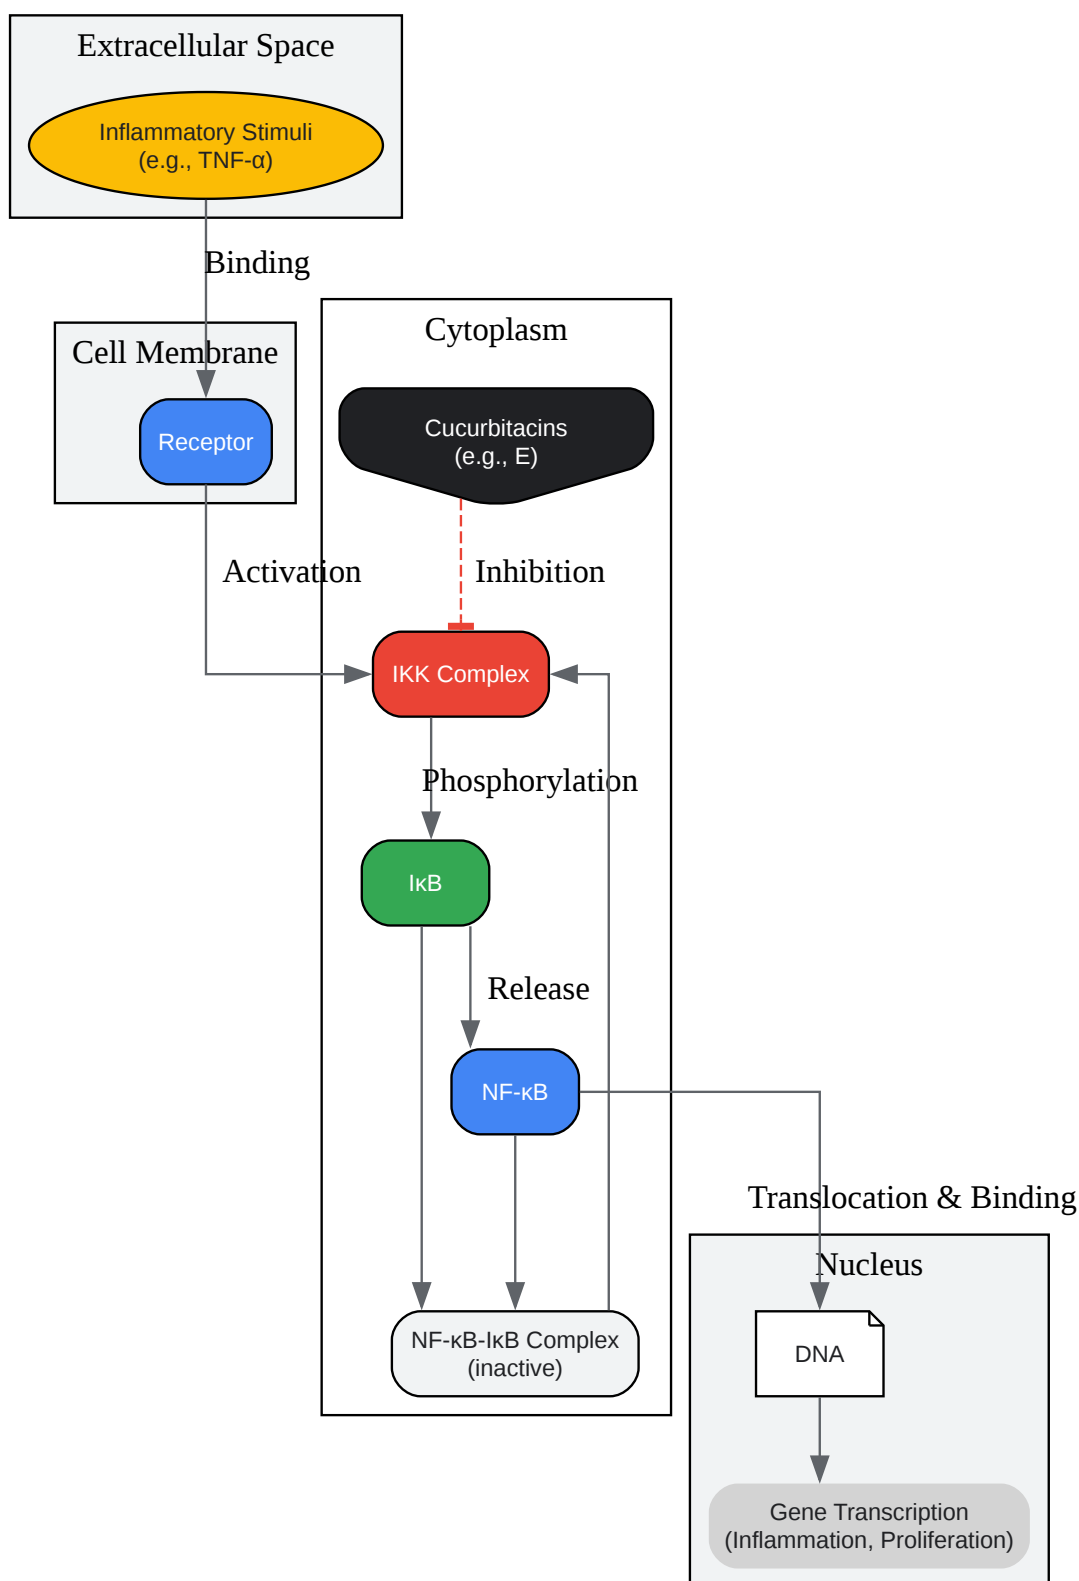 Extracellular Space
Inflammatory Stimuli
(e.g., TNF-α)
Binding
Cell Membrane
Receptor
Cytoplasm
Cucurbitacins
(e.g., E)
Activation
Inhibition
IKK Complex
Phosphorylation
IκB
Release
NF-κB
Translocation & Binding
Nucleus
NF-κB-IκB Complex
(inactive)
DNA
Gene Transcription
(Inflammation, Proliferation)